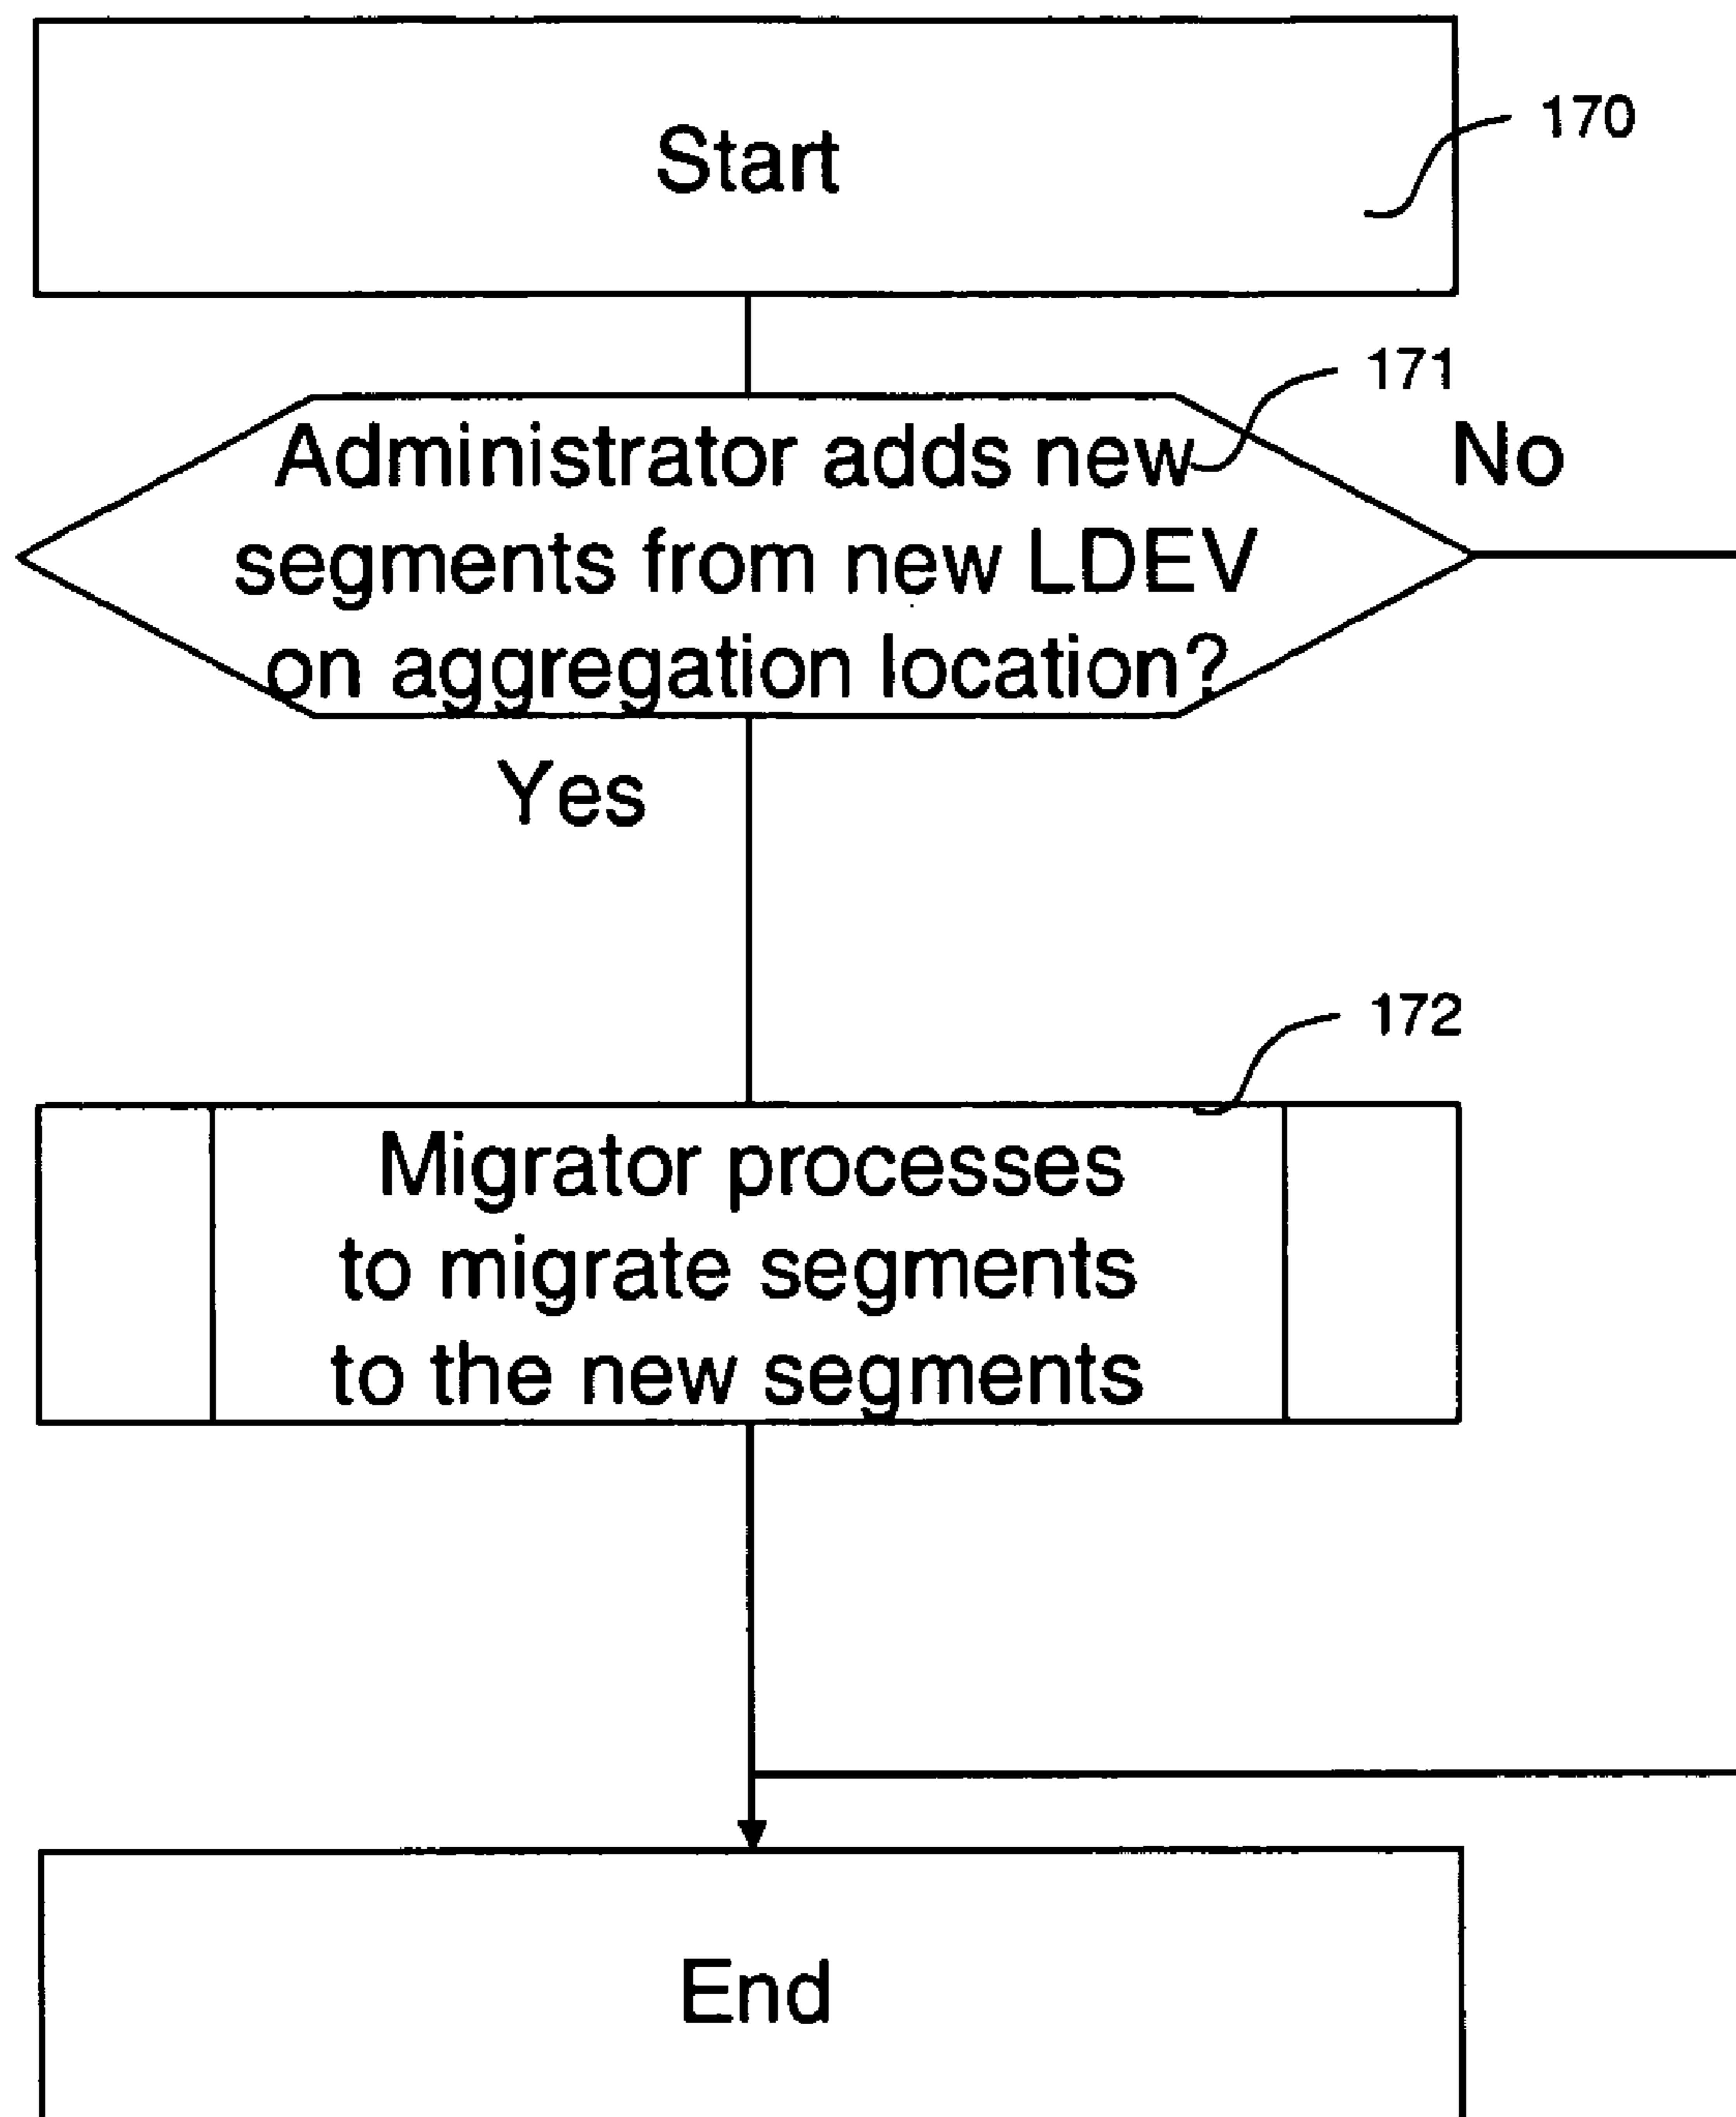 Start
170
171
Administrator adds new
segments from new LDEV
on aggregation location?
No
Yes
172
Migrator processes
to migrate segments
to the new segments
End